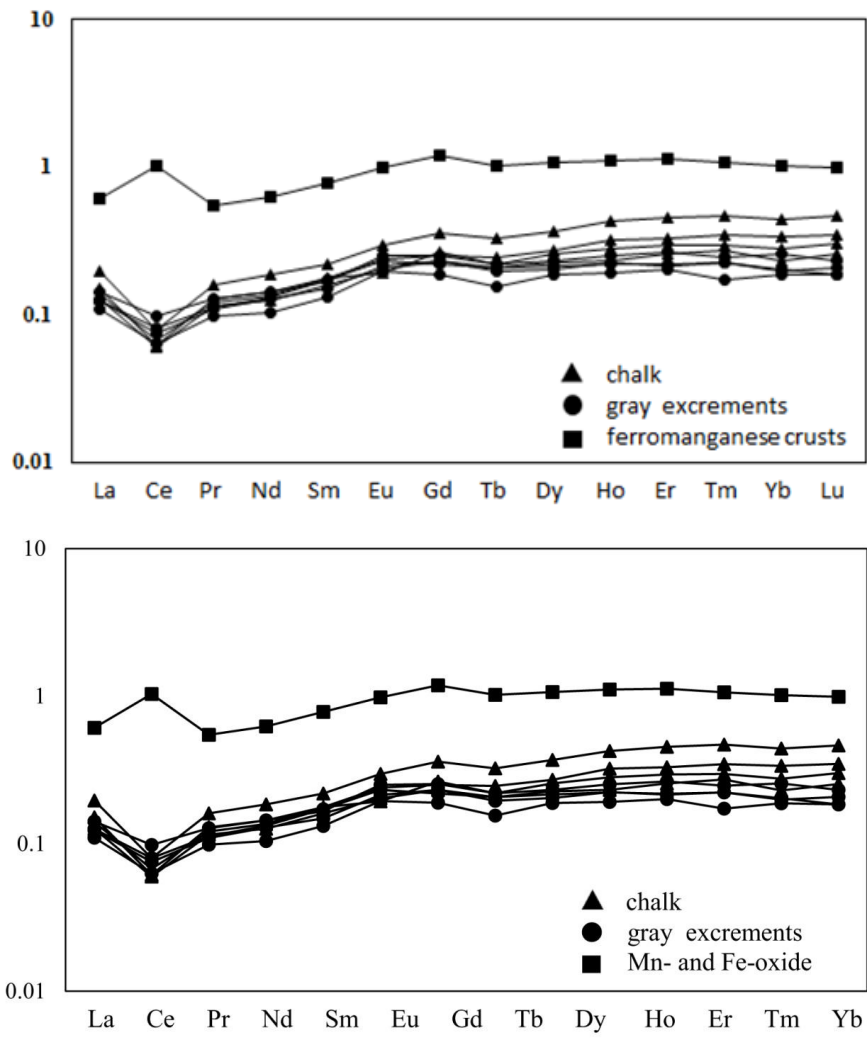 10
1
0.1
chalk
gray excrements
ferromanganese crusts
0.01
La Ce Pr Nd Sm Eu Gd Tb Dy Ho Er Tm Yb Lu
10
1
0.1
chalk
gray excrements
Mn- and Fe-oxide
0.01
La Ce Pr Nd Sm Eu Gd Tb Dy Ho Er Tm Yb